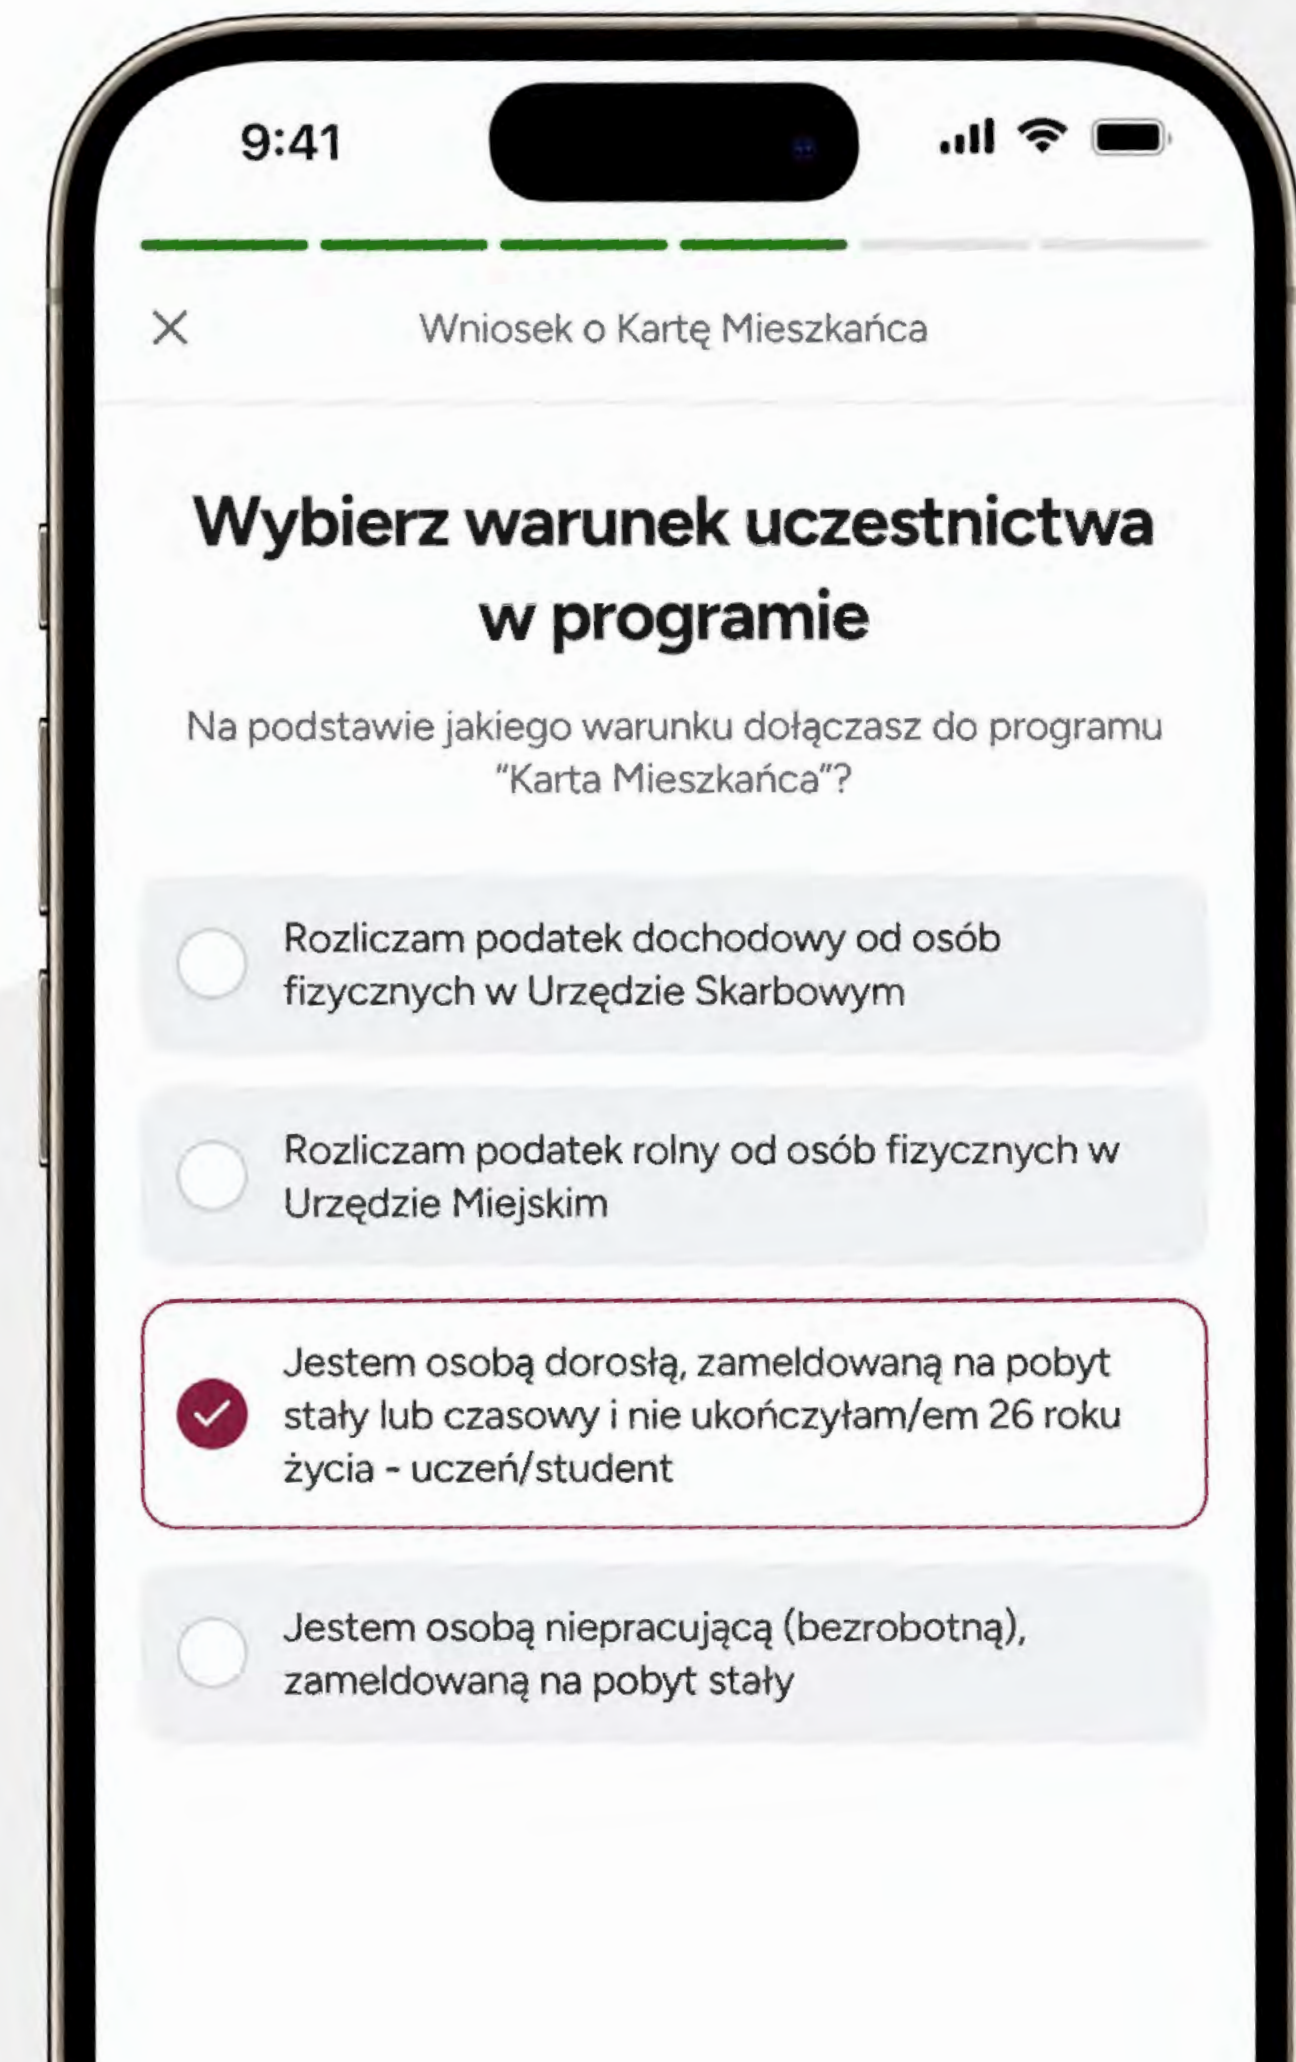 9:41
Wniosek o Kartę Mieszkańca
Wybierz warunek uczestnictwa
w programie
Na podstawie jakiego warunku dołączasz do programu
"Karta Mieszkańca"?
Rozliczam podatek dochodowy od osób
fizycznych w Urzędzie Skarbowym
Rozliczam podatek rolny od osób fizycznych w
Urzędzie Miejskim
Jestem osobą dorosłą, zameldowaną na pobyt
stały lub czasowy i nie ukończyłam/em 26 roku
życia - uczeń/student
Jestem osobą niepracującą (bezrobotną),
zameldowaną na pobyt stały